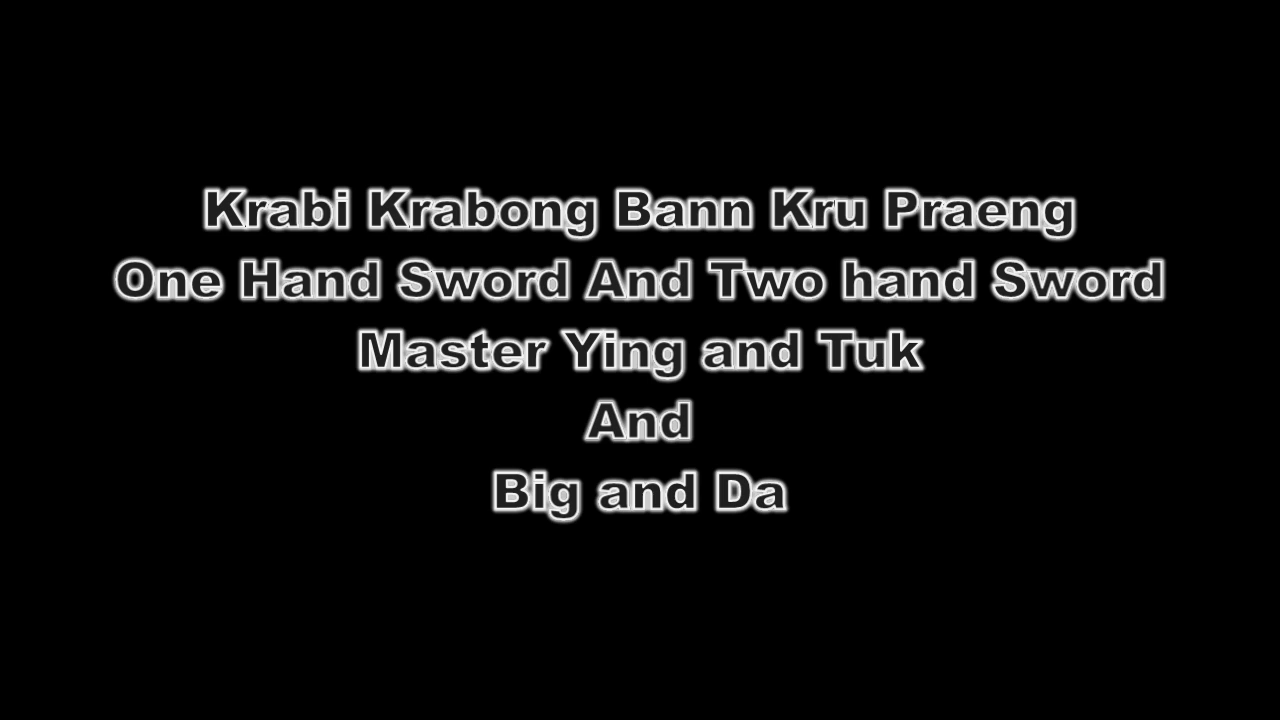 Krabi Krabong Bann Kru Praeng
One Hand Sword And Two hand Sword
Master Ying and Tuk
And
Big and Da